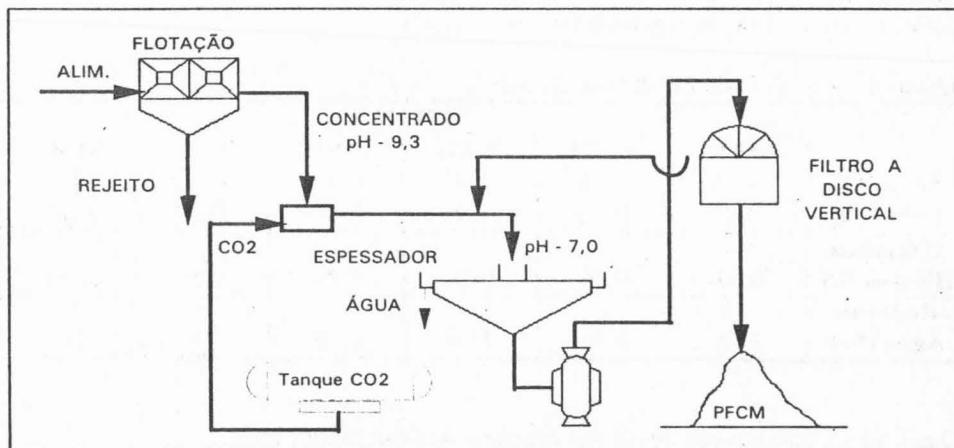 FLOTAÇÃO
ALIM.
CONCENTRADO
pH - 9,3
REJEITO
FILTRO A
DISCO
VERTICAL
CO2
ESPESSADOR
pH - 7,0
ÁGUA
Tanque CO2
PFCM